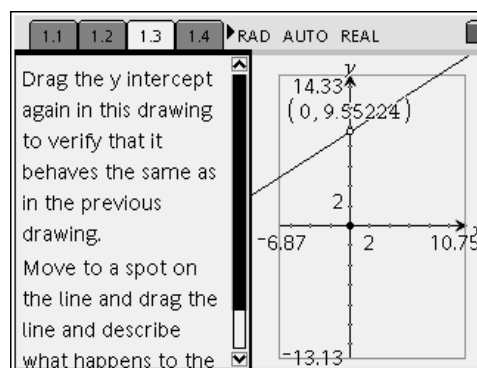 1.1 1.2 1.3 1.4 RAD AUTO REAL
Drag the y intercept
again in this drawing
to verify that it
behaves the same as
in the previous
drawing.
Move to a spot on
the line and drag the
line and describe
what happens to the
y
14.33
(0, 9.55224)
2
-6.87
2
10.75
-13.13